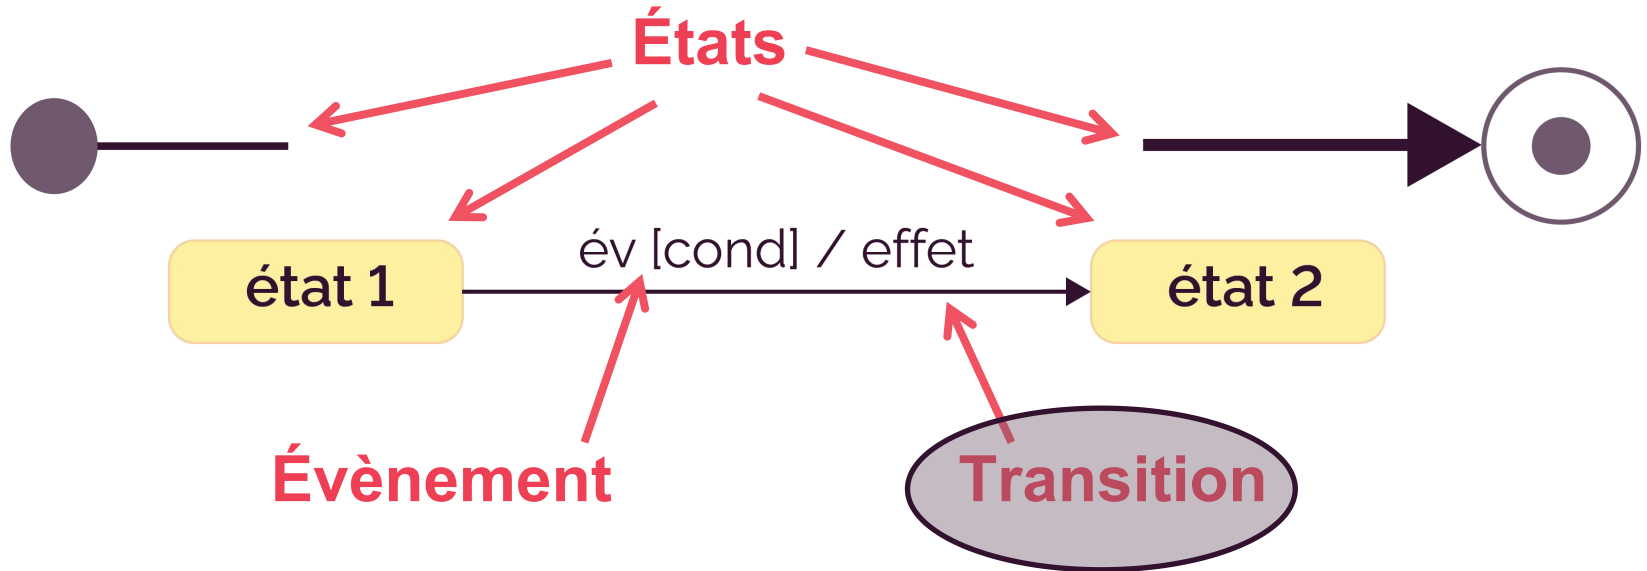 États
év [cond] / effet
état 1
état 2
Évènement
Transition